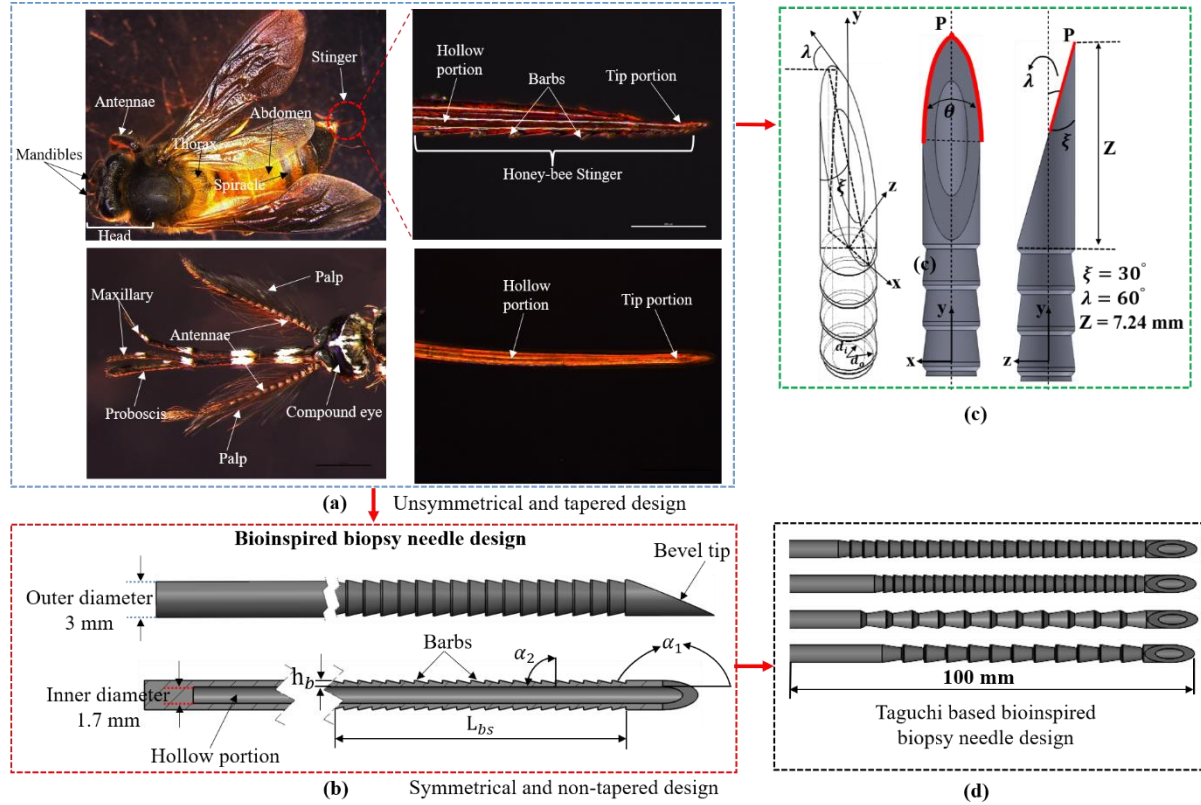 Stinger
Antennae
Abdomen
Mandibles
Thorax
Spiracle
Head
Hollow
portion
Barbs
Tip portion
Honey-bee Stinger
Palp
Maxillary
Antennae
Proboscis
Compound eye
Palp
Hollow
portion
Tip portion
(a) Unsymmetrical and tapered design
y
λ
ξ
z
(c)
x
dᵢ
dₒ
P
θ
y
x
P
λ
ξ
Z
ξ = 30°
λ = 60°
Z = 7.24 mm
y
z
(c)
Bioinspired biopsy needle design
Bevel tip
Outer diameter
3 mm
Barbs
α₂
α₁
h_b
Inner diameter
1.7 mm
L_bs
Hollow portion
(b) Symmetrical and non-tapered design
100 mm
Taguchi based bioinspired
biopsy needle design
(d)